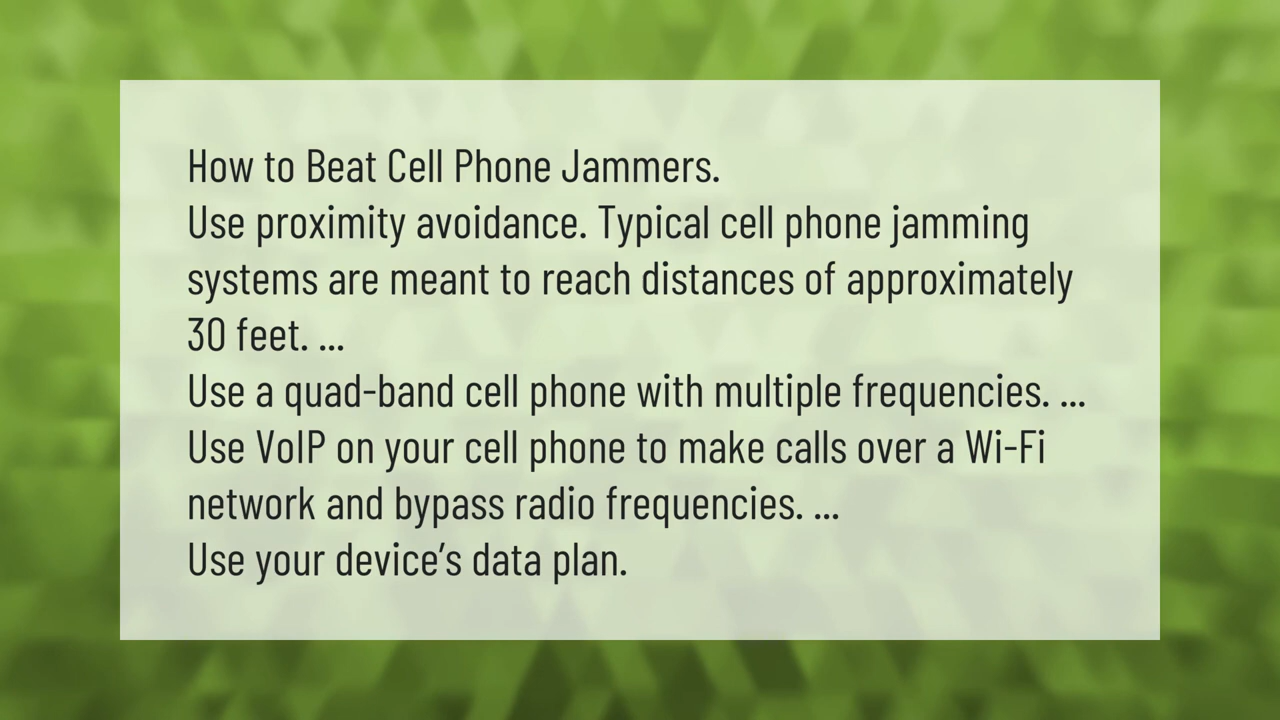 How to Beat Cell Phone Jammers.
Use proximity avoidance. Typical cell phone jamming
systems are meant to reach distances of approximately
30 feet. ...
Use a quad-band cell phone with multiple frequencies. ...
Use VoIP on your cell phone to make calls over a Wi-Fi
network and bypass radio frequencies. ...
Use your device’s data plan.